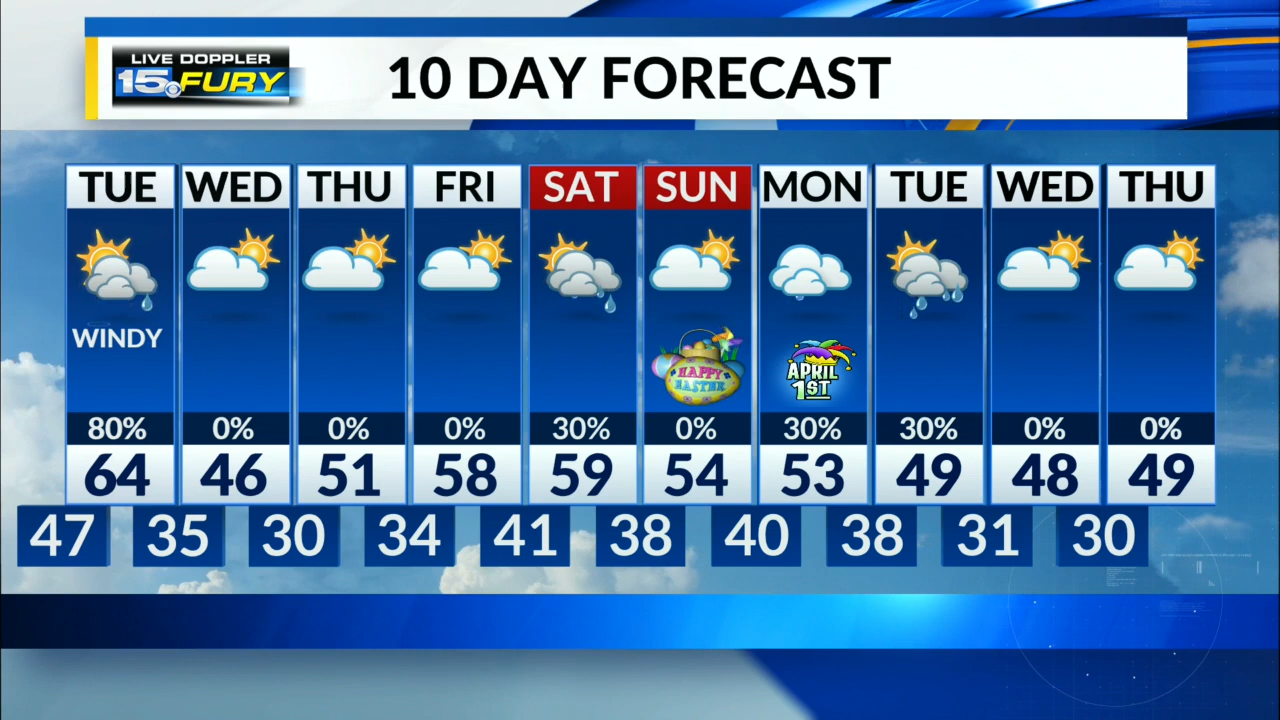 LIVE DOPPLER
15 FURY
10 DAY FORECAST
TUE WED THU FRI SAT SUN MON TUE WED THU
WINDY
HAPPY
EASTER
APRIL
1ST
80% 0% 0% 0% 30% 0% 30% 30% 0% 0%
64 46 51 58 59 54 53 49 48 49
47 35 30 34 41 38 40 38 31 30